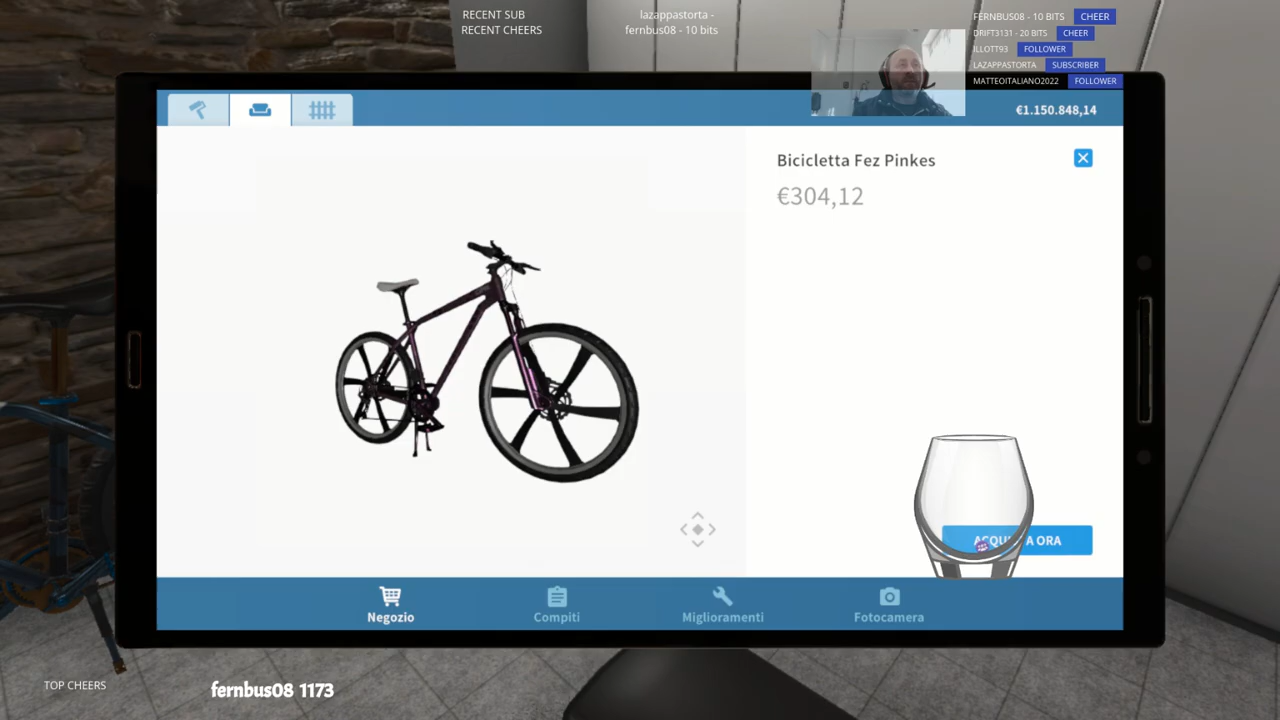 RECENT SUB
RECENT CHEERS
lazappastorta -
fernbus08 - 10 bits
FERNBUS08 - 10 BITS CHEER
DRIFT3131 - 20 BITS CHEER
ILLOTT93 FOLLOWER
LAZAPPASTORTA SUBSCRIBER
MATTEOITALIANO2022 FOLLOWER
€1.150.848,14
Bicicletta Fez Pinkes
€304,12
ORA
Negozio
Compiti
Miglioramenti
Fotocamera
TOP CHEERS
fernbus08 1173